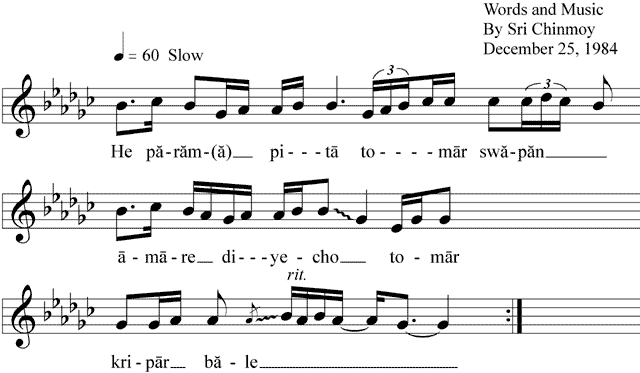 Words and Music
By Sri Chinmoy
December 25, 1984
= 60 Slow
3 3
He pă-răm-(ă) pi----tā to-----mār swă-păn
ā-mā-re di---ye-cho to-mār
rit.
kri-pār bă-le